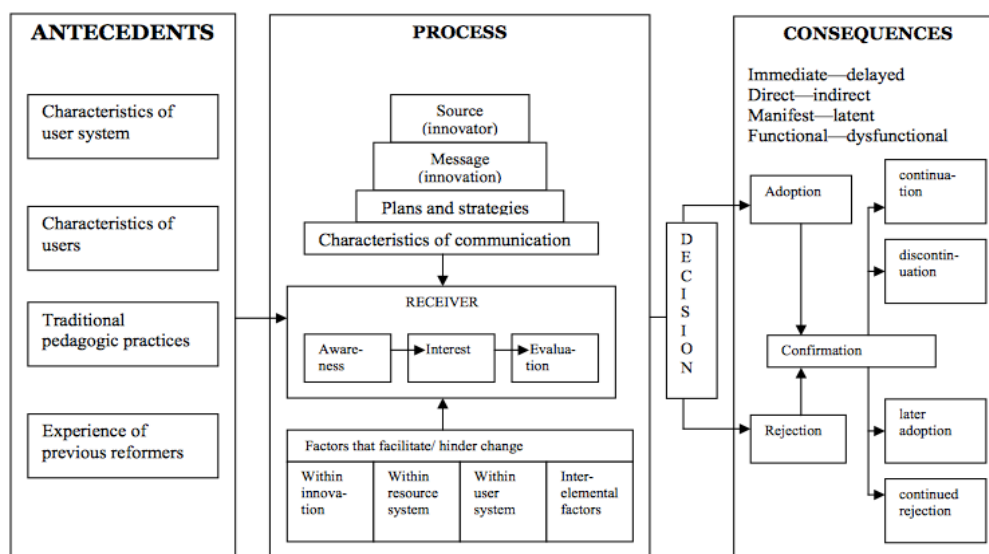 ANTECEDENTS
Characteristics of
user system
Characteristics of
users
Traditional
pedagogic practices
Experience of
previous reformers
PROCESS
Source
(innovator)
Message
(innovation)
Plans and strategies
Characteristics of communication
RECEIVER
Aware-
ness
Interest
Evalua-
tion
Factors that facilitate/ hinder change
Within
innova-
tion
Within
resource
system
Within
user
system
Inter-
elemental
factors
DECISION
CONSEQUENCES
Immediate—delayed
Direct—indirect
Manifest—latent
Functional—dysfunctional
Adoption
Confirmation
Rejection
continua-
tion
discontin-
uation
later
adoption
continued
rejection